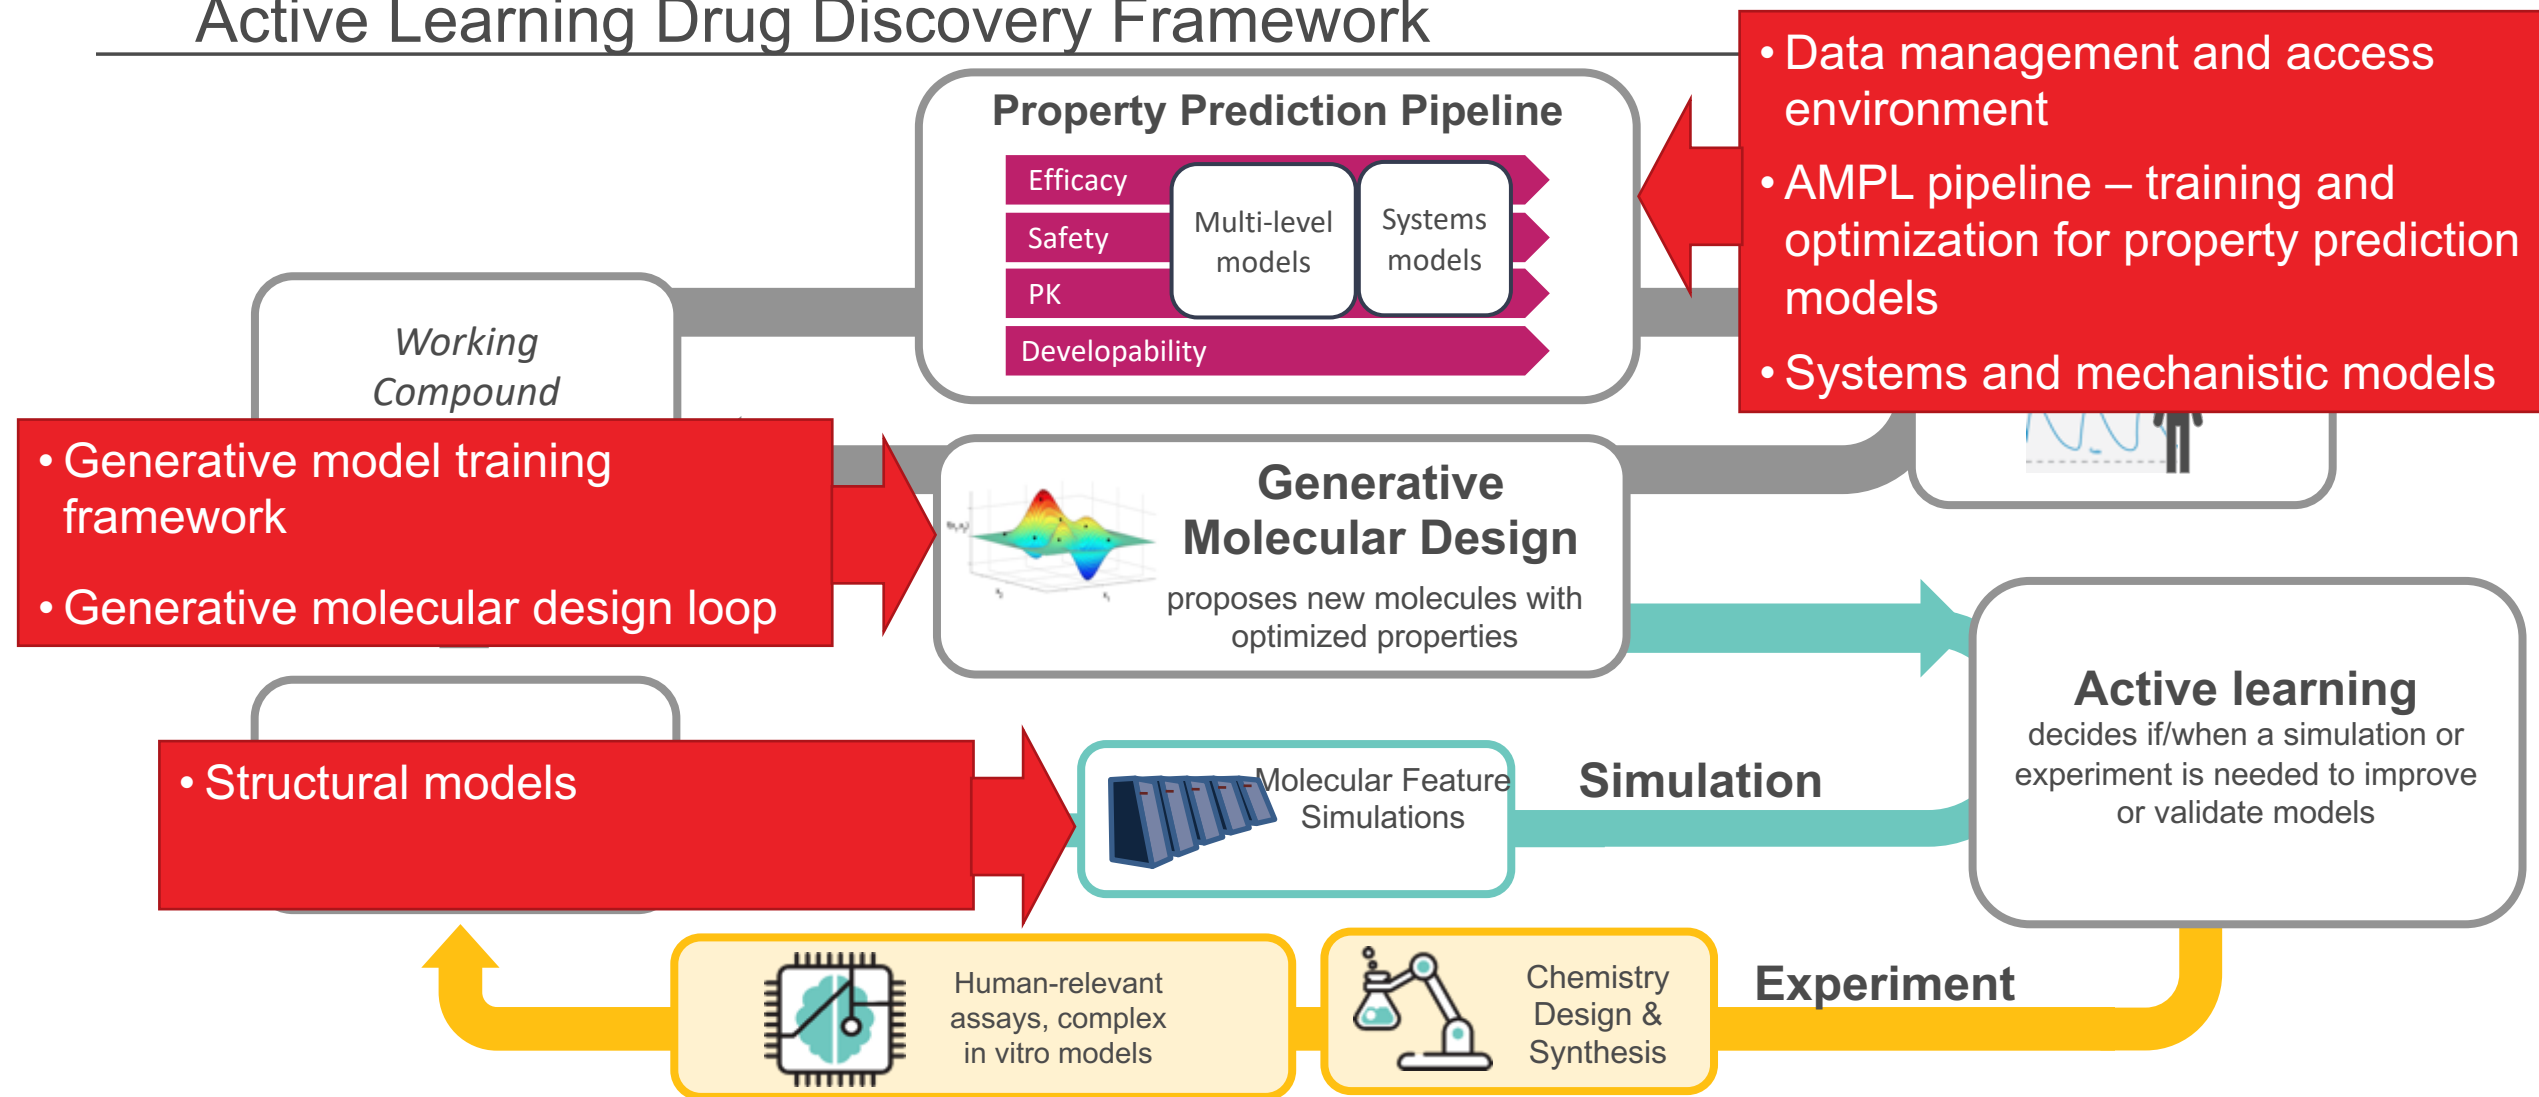 Active Learning Drug Discovery Framework
• Data management and access
environment
• AMPL pipeline – training and
optimization for property prediction
models
• Systems and mechanistic models
Property Prediction Pipeline
Efficacy
Safety
PK
Developability
Multi-level
models
Systems
models
Working
Compound
• Generative model training
framework
• Generative molecular design loop
Generative
Molecular Design
proposes new molecules with
optimized properties
Active learning
decides if/when a simulation or
experiment is needed to improve
or validate models
• Structural models
Molecular Feature
Simulations
Simulation
Human-relevant
assays, complex
in vitro models
Chemistry
Design &
Synthesis
Experiment